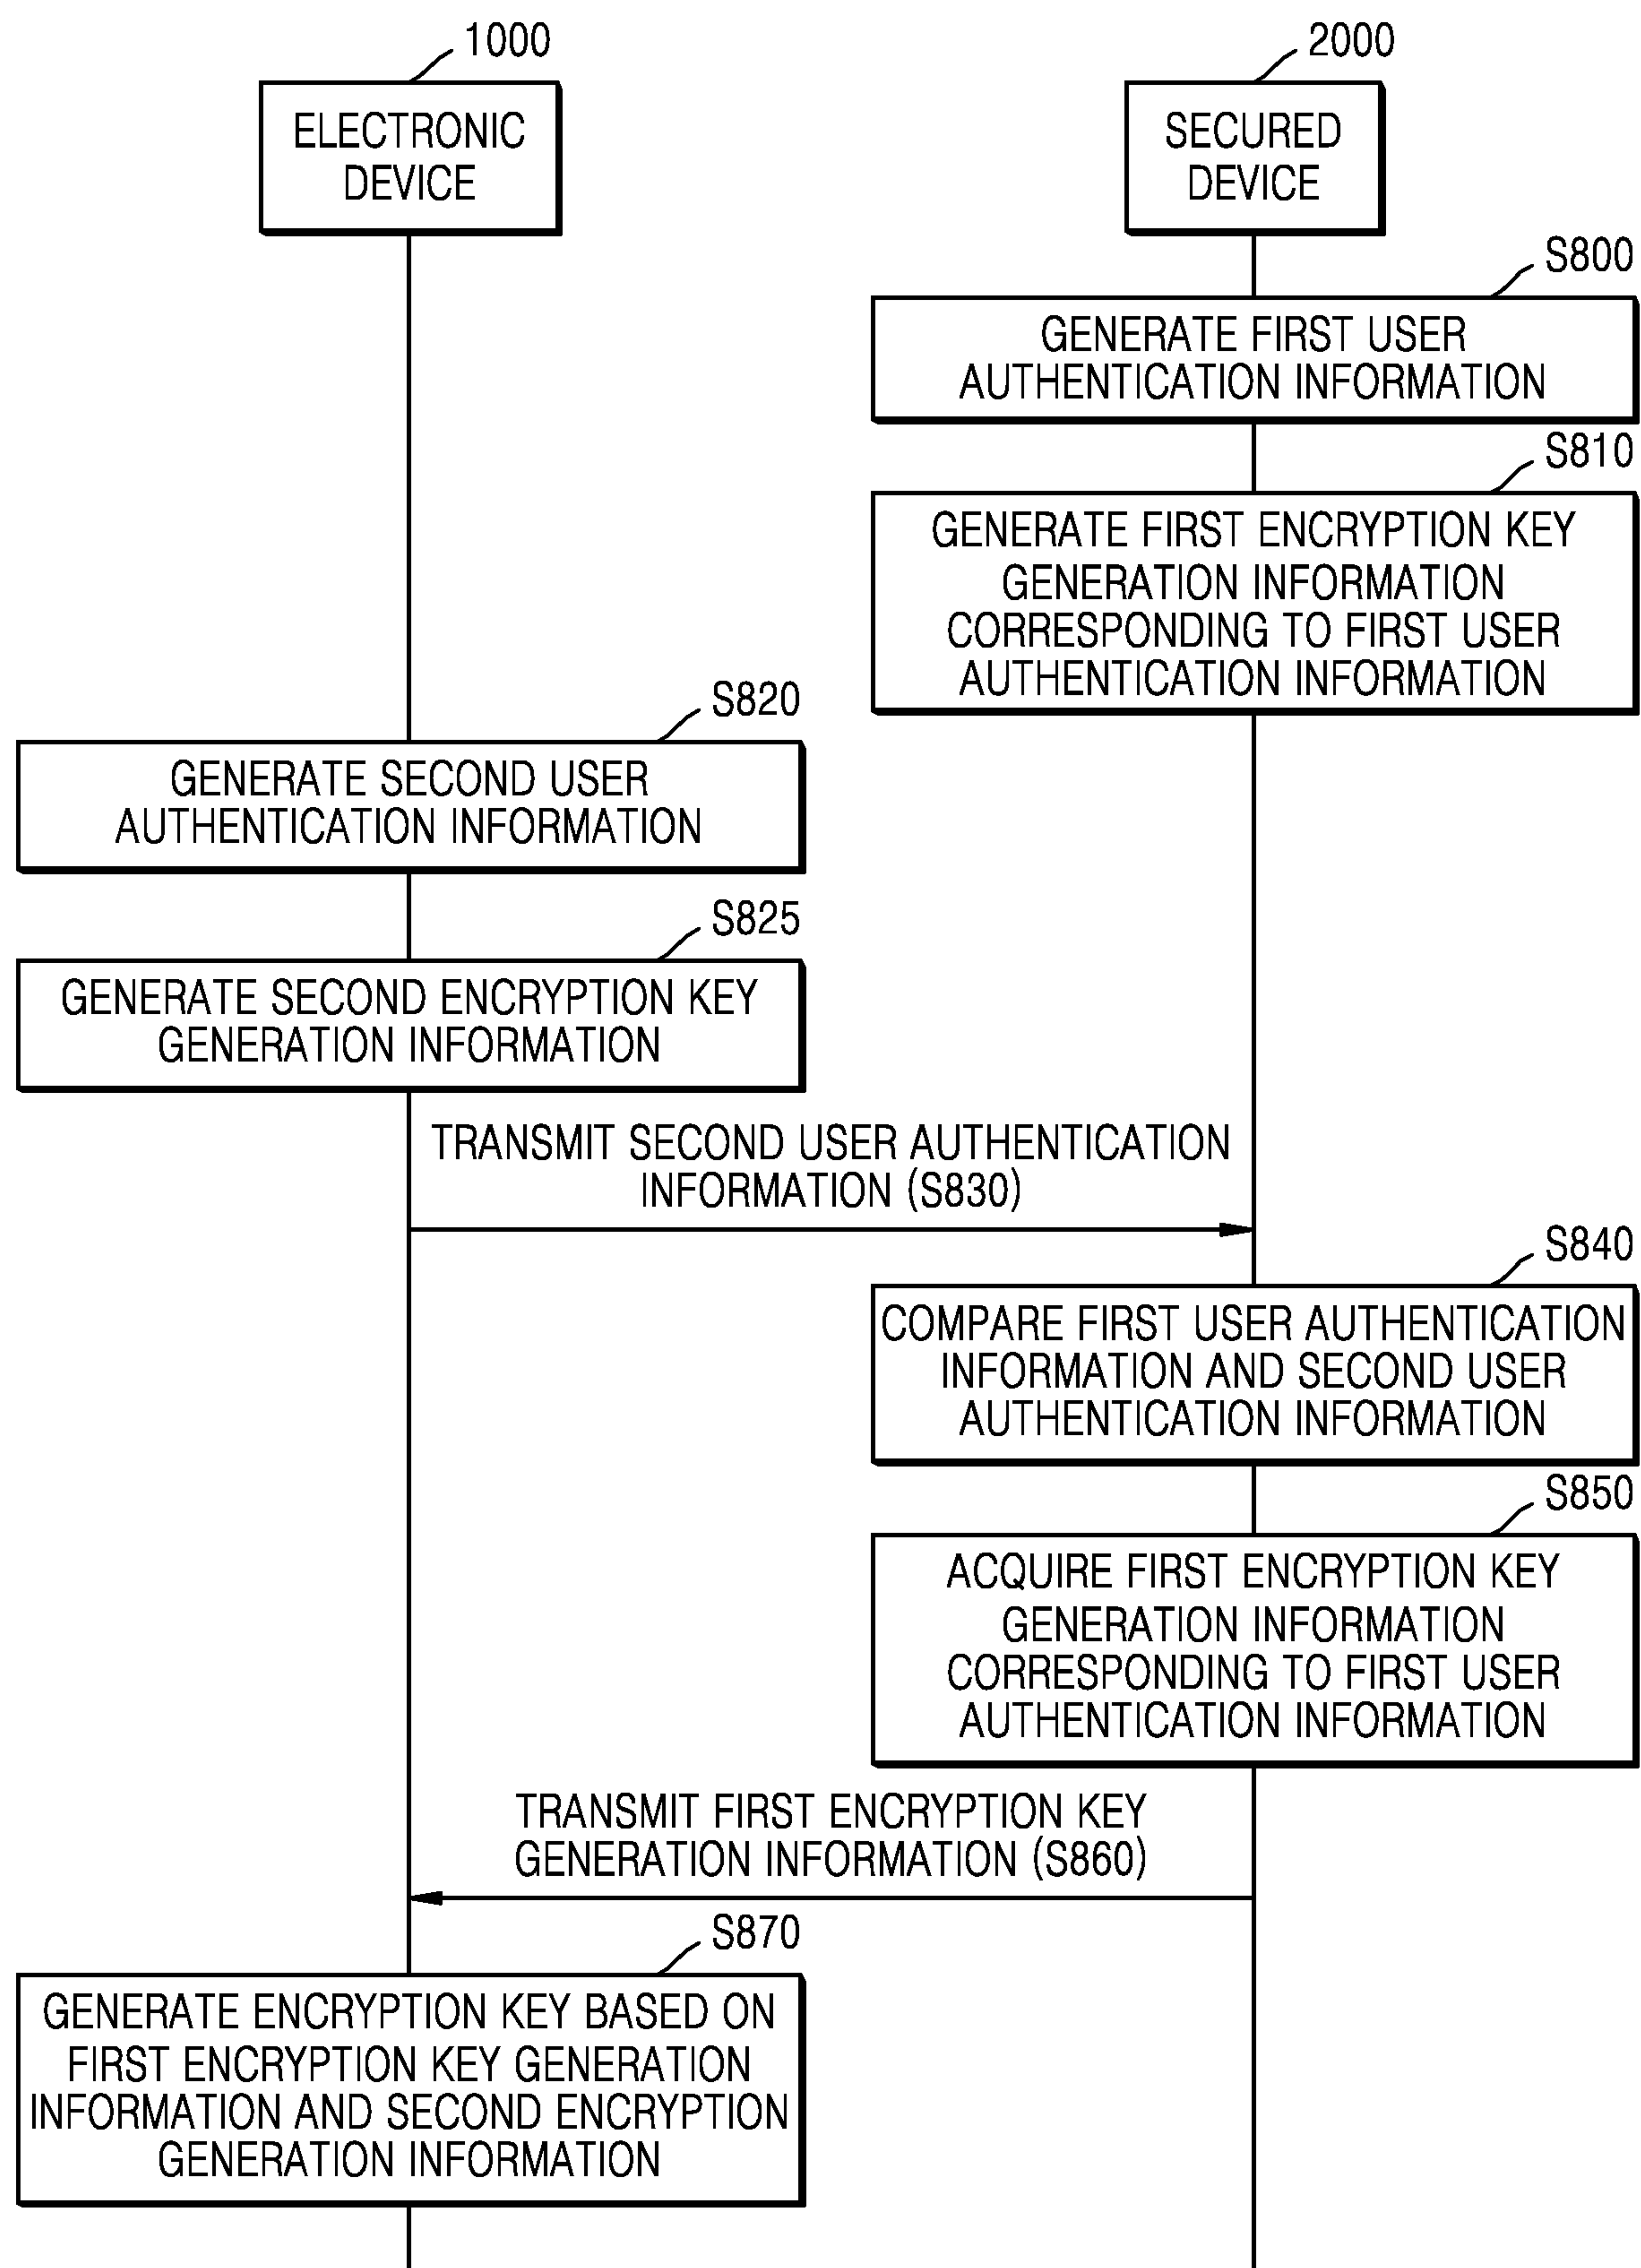 1000
ELECTRONIC
DEVICE
2000
SECURED
DEVICE
S800
GENERATE FIRST USER
AUTHENTICATION INFORMATION
S810
GENERATE FIRST ENCRYPTION KEY
GENERATION INFORMATION
CORRESPONDING TO FIRST USER
AUTHENTICATION INFORMATION
S820
GENERATE SECOND USER
AUTHENTICATION INFORMATION
S825
GENERATE SECOND ENCRYPTION KEY
GENERATION INFORMATION
TRANSMIT SECOND USER AUTHENTICATION
INFORMATION (S830)
S840
COMPARE FIRST USER AUTHENTICATION
INFORMATION AND SECOND USER
AUTHENTICATION INFORMATION
S850
ACQUIRE FIRST ENCRYPTION KEY
GENERATION INFORMATION
CORRESPONDING TO FIRST USER
AUTHENTICATION INFORMATION
TRANSMIT FIRST ENCRYPTION KEY
GENERATION INFORMATION (S860)
S870
GENERATE ENCRYPTION KEY BASED ON
FIRST ENCRYPTION KEY GENERATION
INFORMATION AND SECOND ENCRYPTION
GENERATION INFORMATION